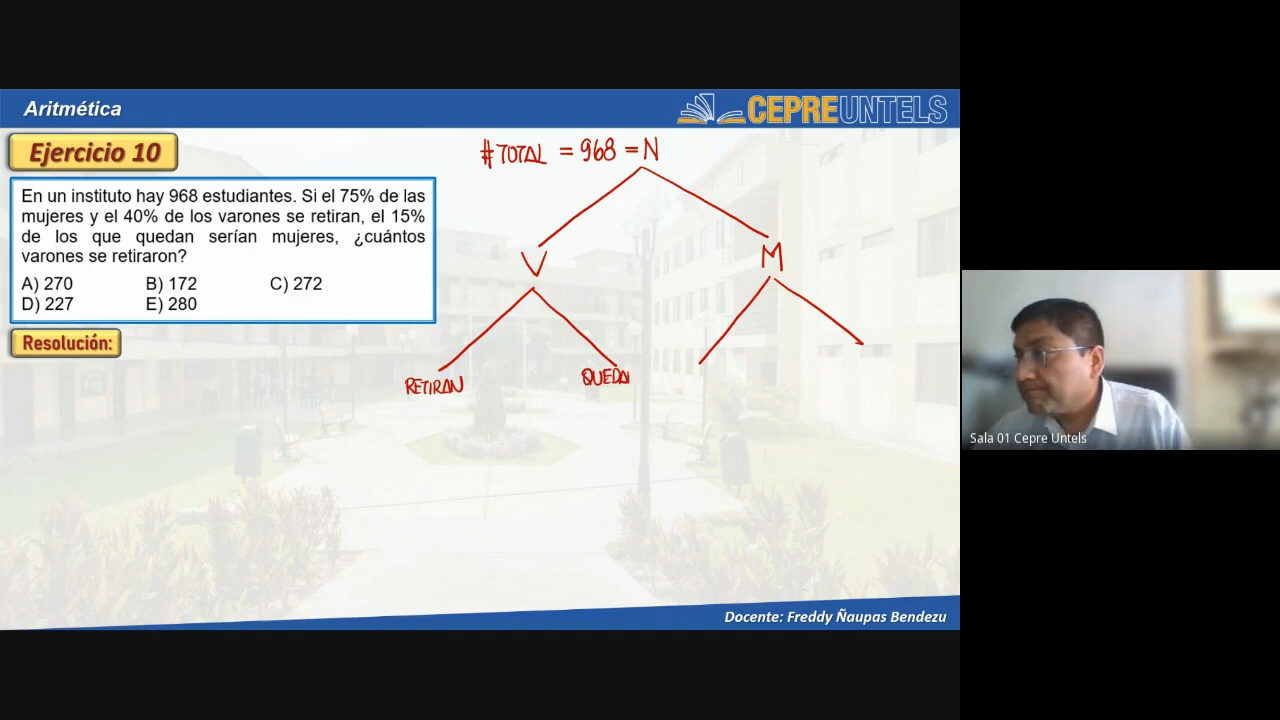 Aritmética
CEPREUNTELS
Ejercicio 10
# TOTAL = 968 = N
En un instituto hay 968 estudiantes. Si el 75% de las
mujeres y el 40% de los varones se retiran, el 15%
de los que quedan serían mujeres, ¿cuántos
varones se retiraron?
A) 270 B) 172 C) 272
D) 227 E) 280
V M
Resolución:
RETIRAN QUEDAN
Sala 01 Cepre Untels
Docente: Freddy Ñaupas Bendezu